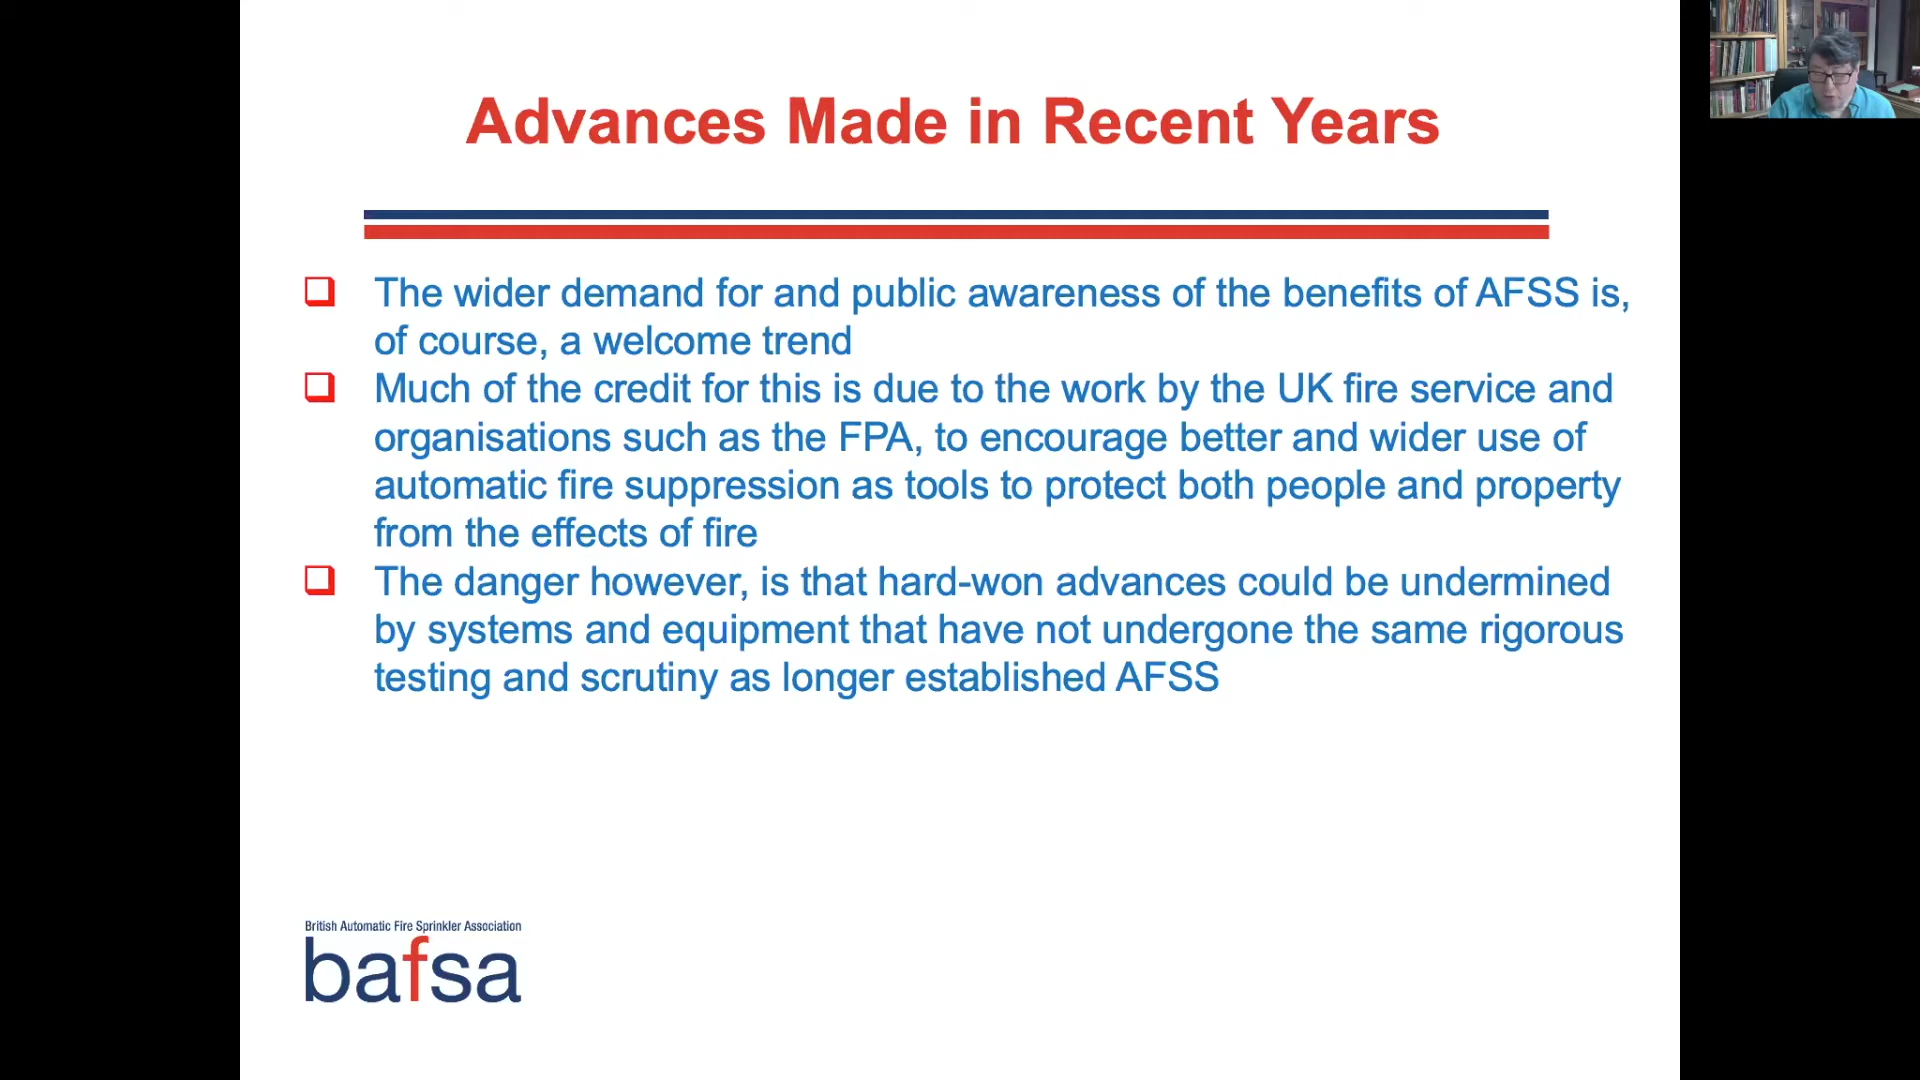 Advances Made in Recent Years
The wider demand for and public awareness of the benefits of AFSS is,
of course, a welcome trend
Much of the credit for this is due to the work by the UK fire service and
organisations such as the FPA, to encourage better and wider use of
automatic fire suppression as tools to protect both people and property
from the effects of fire
The danger however, is that hard-won advances could be undermined
by systems and equipment that have not undergone the same rigorous
testing and scrutiny as longer established AFSS
British Automatic Fire Sprinkler Association
bafsa